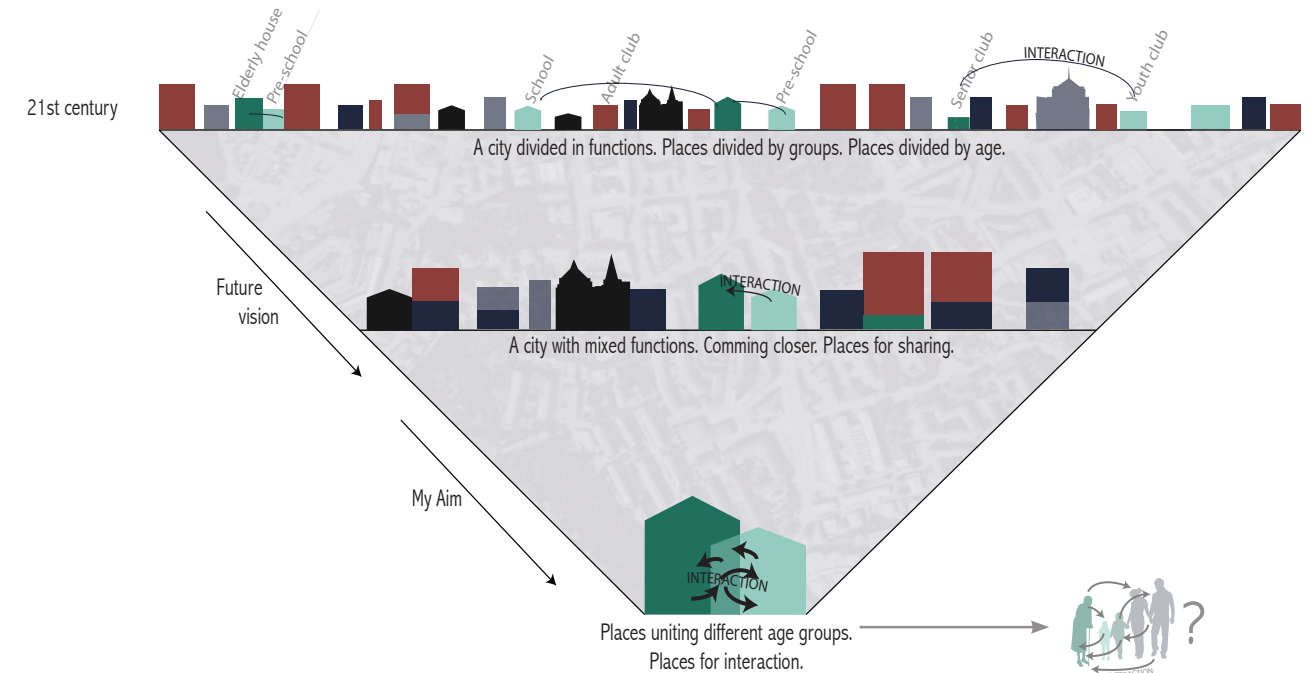 Elderly house
Pre-school
School
Adult club
Pre-school
Senior club
INTERACTION
Youth club
21st century
A city divided in functions. Places divided by groups. Places divided by age.
Future
vision
INTERACTION
A city with mixed functions. Comming closer. Places for sharing.
My Aim
INTERACTION
Places uniting different age groups.
Places for interaction.
?
INTERACTION